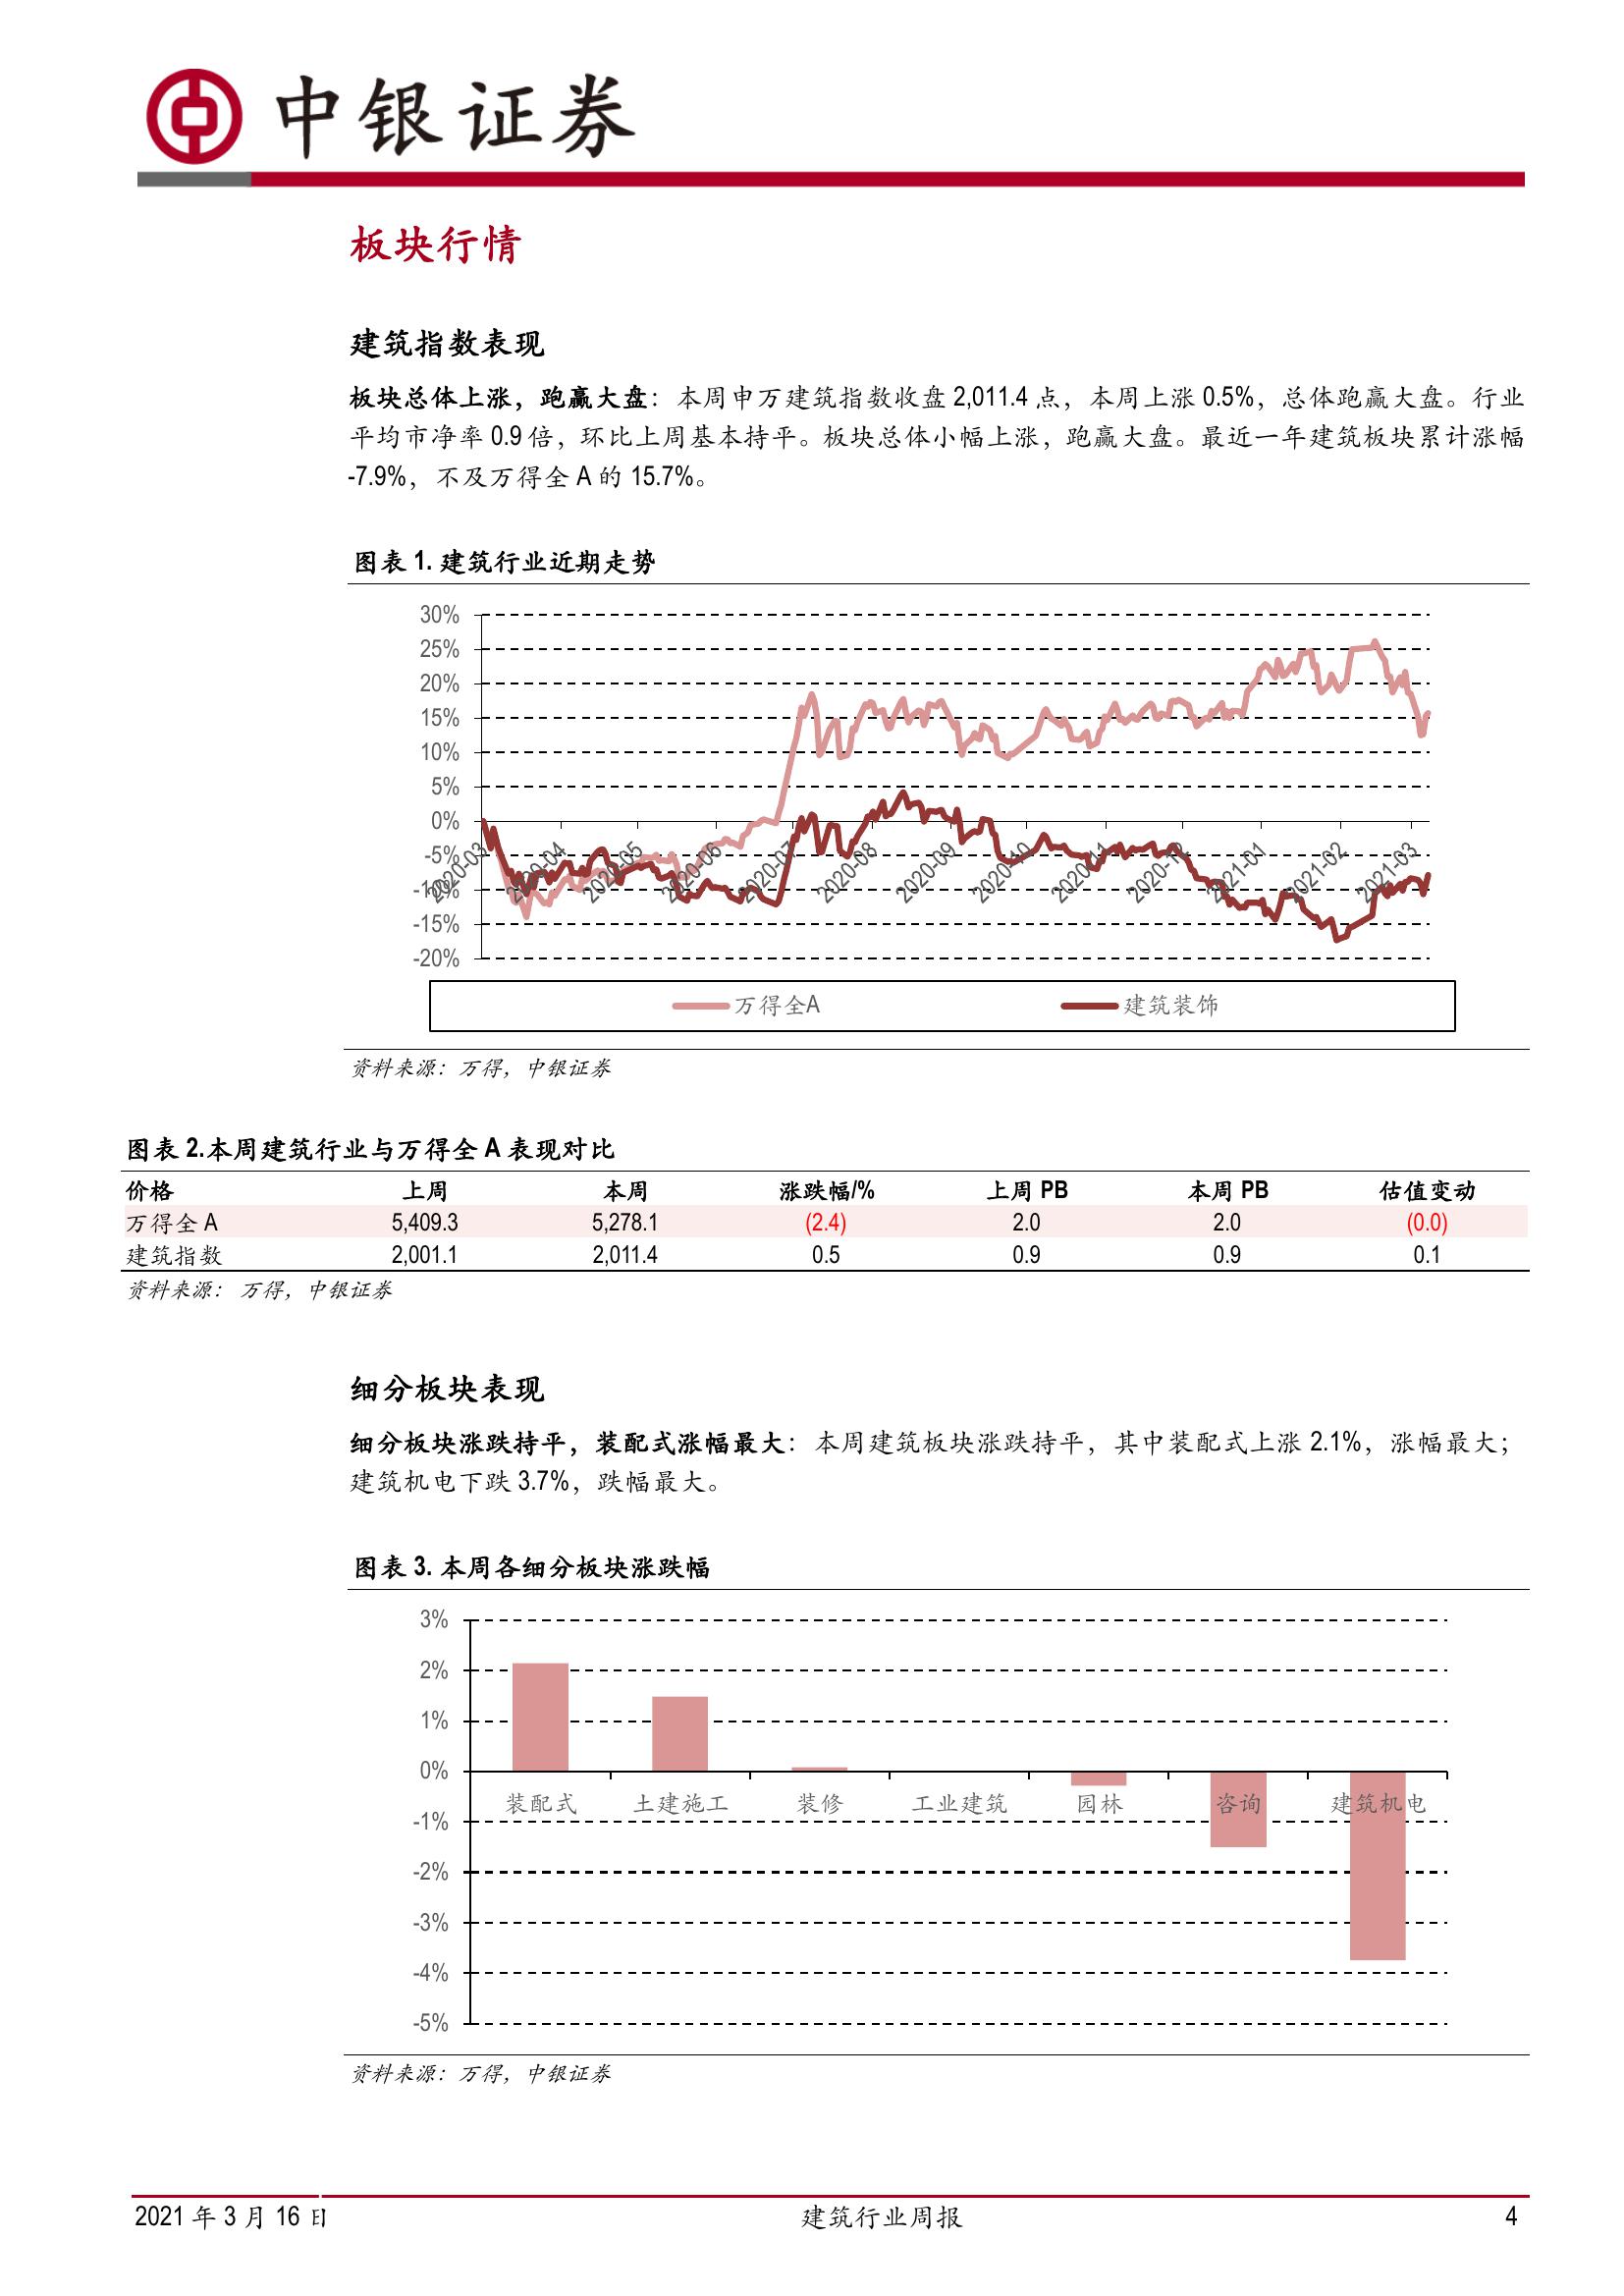 中银证券
板块行情
建筑指数表现
板块总体上涨，跑赢大盘：本周申万建筑指数收盘 2,011.4 点，本周上涨 0.5%，总体跑赢大盘。行业
平均市净率 0.9 倍，环比上周基本持平。板块总体小幅上涨，跑赢大盘。最近一年建筑板块累计涨幅
-7.9%，不及万得全 A 的 15.7%。
图表 1. 建筑行业近期走势
30%
25%
20%
15%
10%
5%
0%
-5%
-10%
-15%
-20%
2020-03 2020-04 2020-05 2020-06 2020-07 2020-08 2020-09 2020-10 2020-11 2020-12 2021-01 2021-02 2021-03
万得全A 建筑装饰
资料来源：万得，中银证券
图表 2.本周建筑行业与万得全 A 表现对比
价格 上周 本周 涨跌幅/% 上周 PB 本周 PB 估值变动
万得全 A 5,409.3 5,278.1 (2.4) 2.0 2.0 (0.0)
建筑指数 2,001.1 2,011.4 0.5 0.9 0.9 0.1
资料来源： 万得，中银证券
细分板块表现
细分板块涨跌持平，装配式涨幅最大：本周建筑板块涨跌持平，其中装配式上涨 2.1%，涨幅最大；
建筑机电下跌 3.7%，跌幅最大。
图表 3. 本周各细分板块涨跌幅
3%
2%
1%
0%
装配式 土建施工 装修 工业建筑 园林 咨询 建筑机电
-1%
-2%
-3%
-4%
-5%
资料来源：万得，中银证券
2021 年 3 月 16 日 建筑行业周报 4